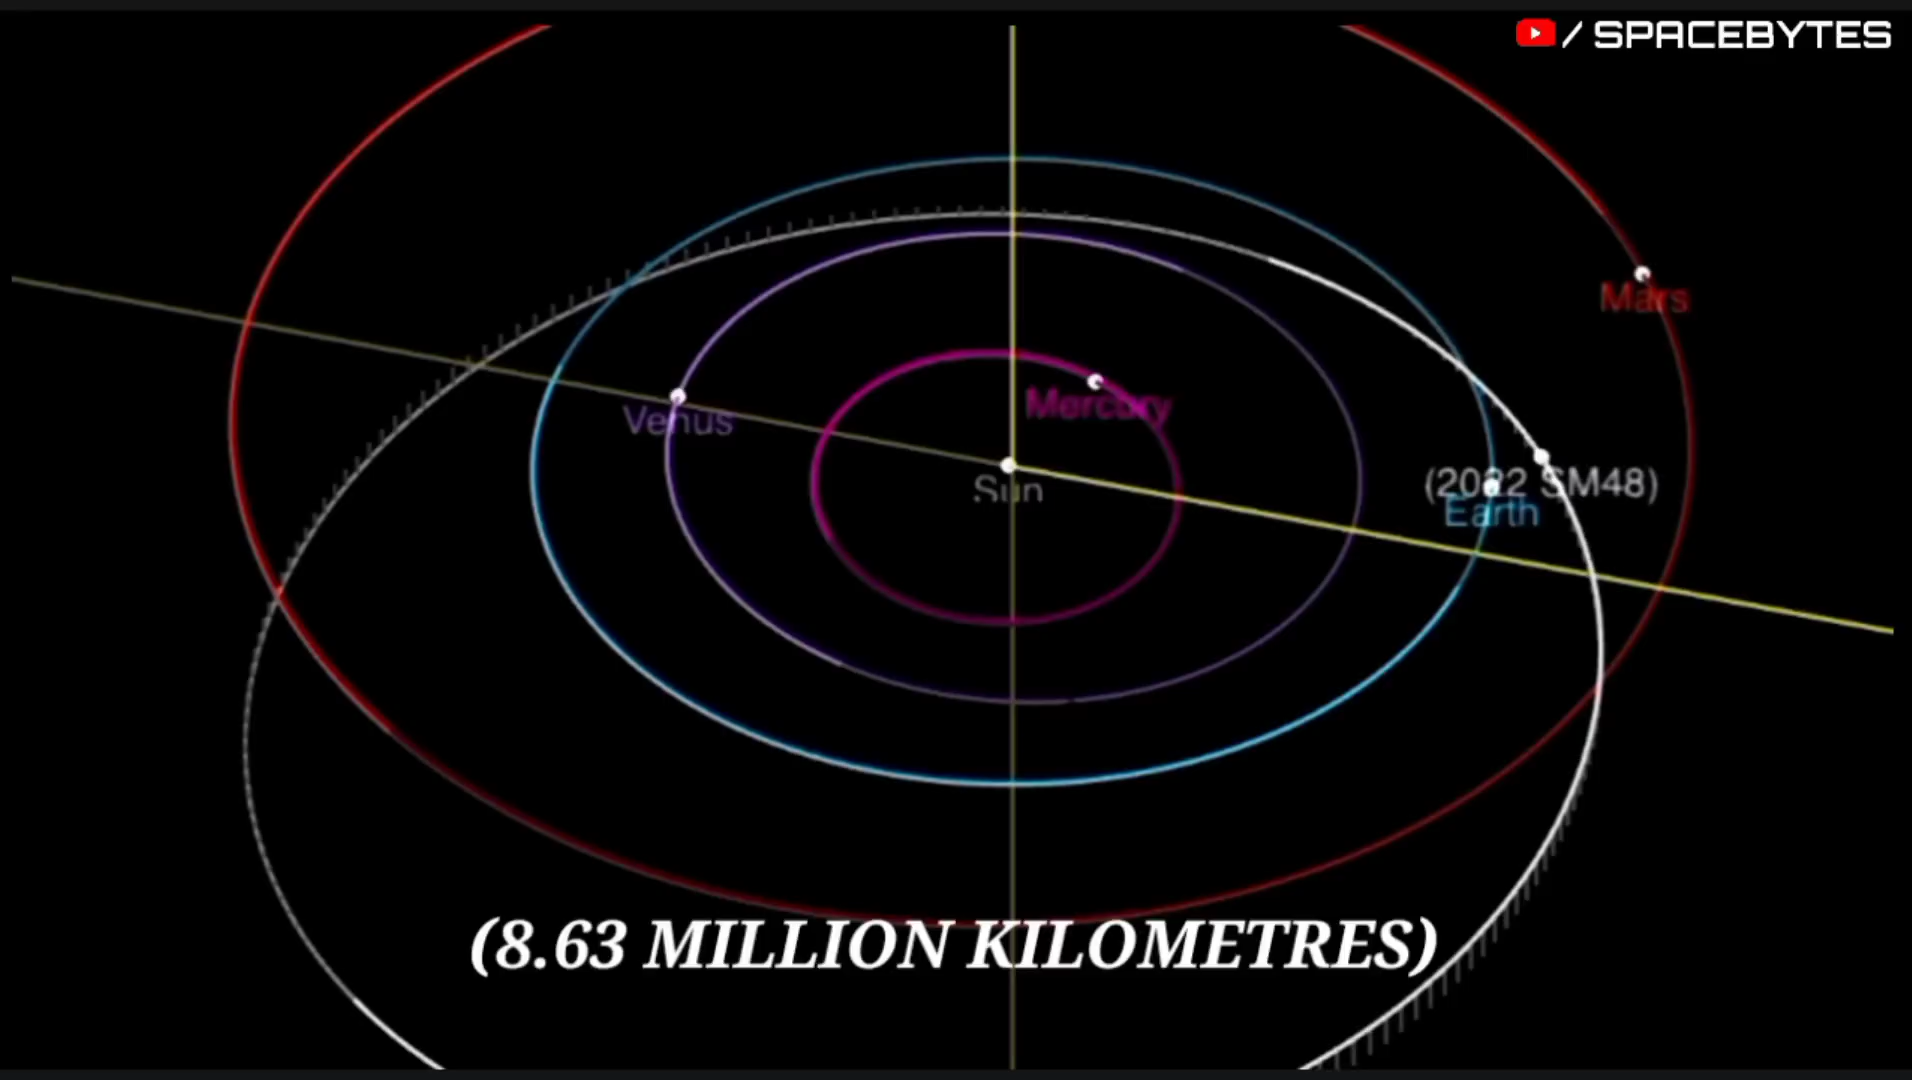 / SPACEBYTES
Mars
Mercury
Venus
Sun
(2022 SM48)
Earth
(8.63 MILLION KILOMETRES)